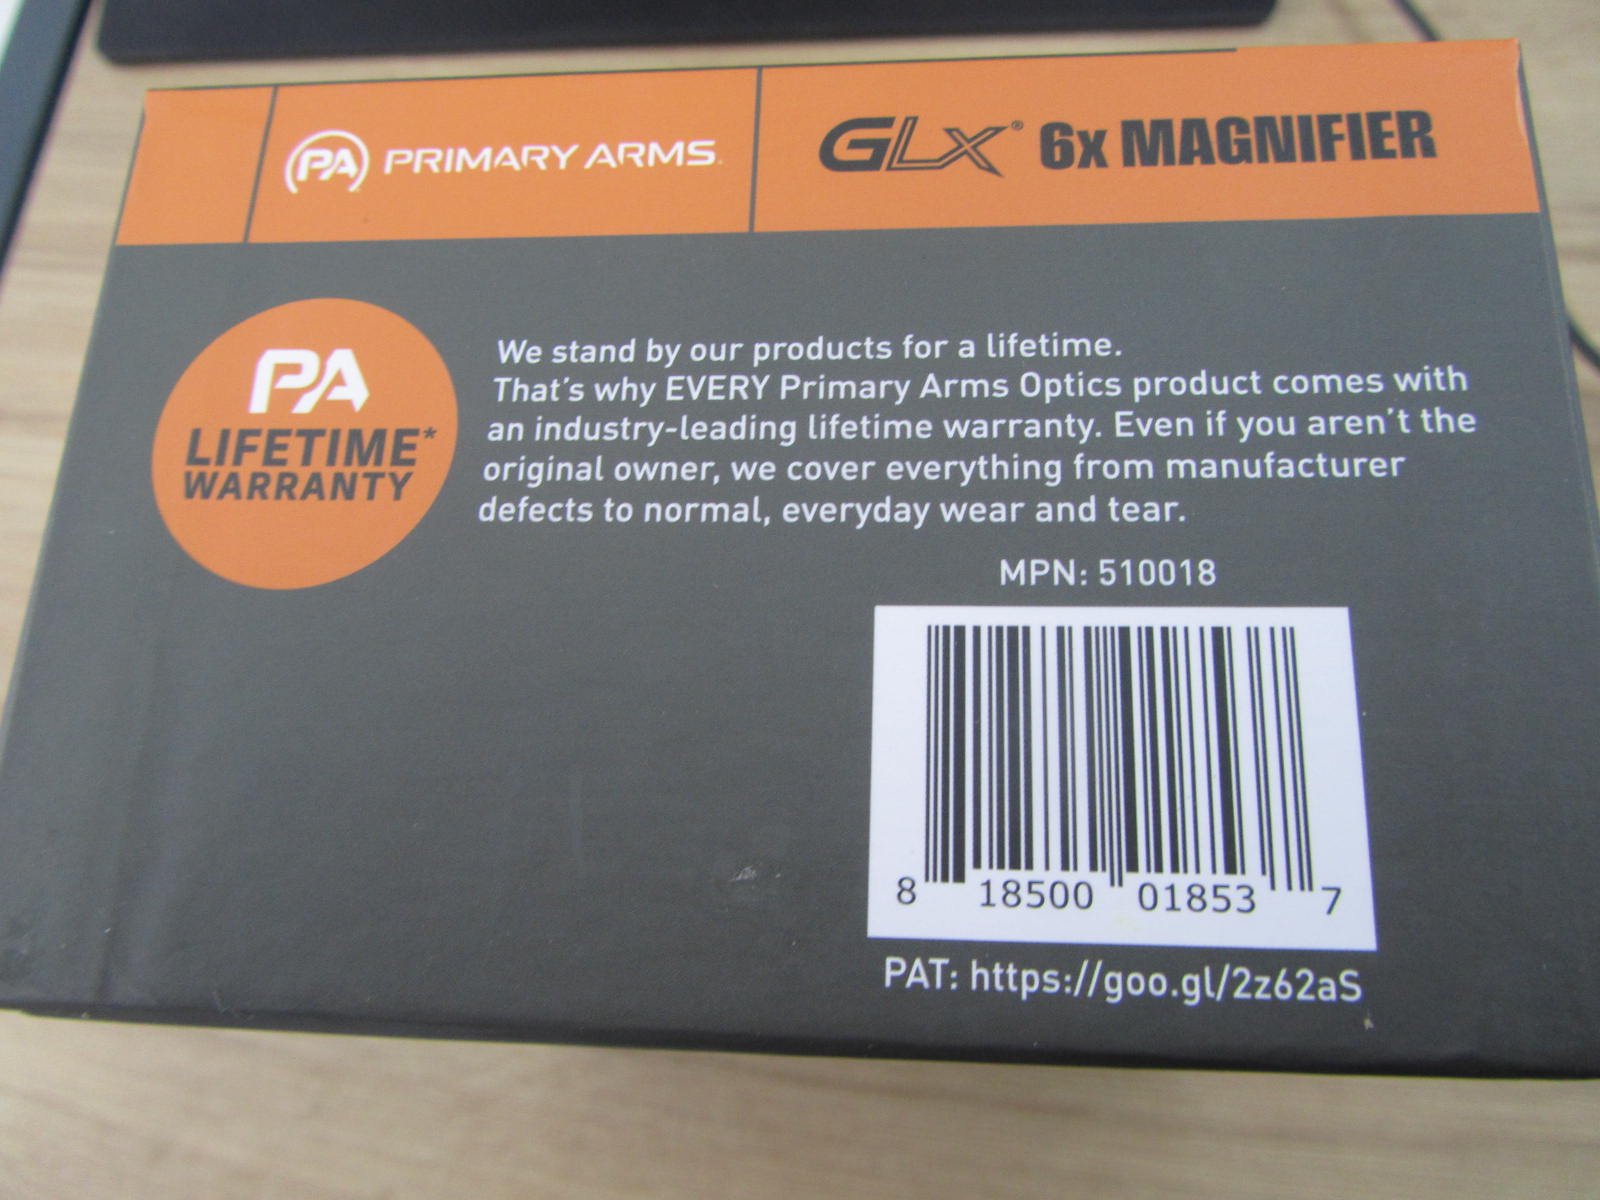 PA PRIMARY ARMS.
GLX® 6x MAGNIFIER
PA
LIFETIME*
WARRANTY
We stand by our products for a lifetime.
That's why EVERY Primary Arms Optics product comes with
an industry-leading lifetime warranty. Even if you aren't the
original owner, we cover everything from manufacturer
defects to normal, everyday wear and tear.
MPN: 510018
8 18500 01853 7
PAT: https://goo.gl/2z62aS